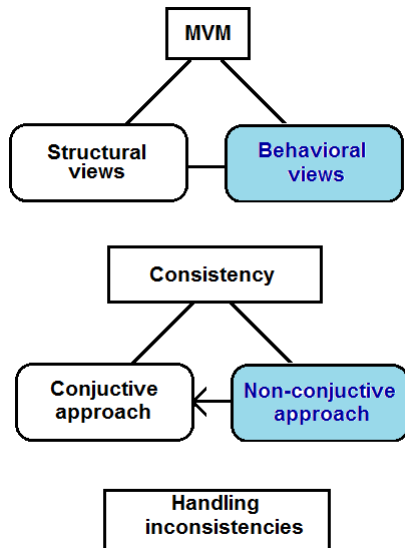 MVM
Structural
views
Behavioral
views
Consistency
Conjuctive
approach
Non-conjuctive
approach
Handling
inconsistencies